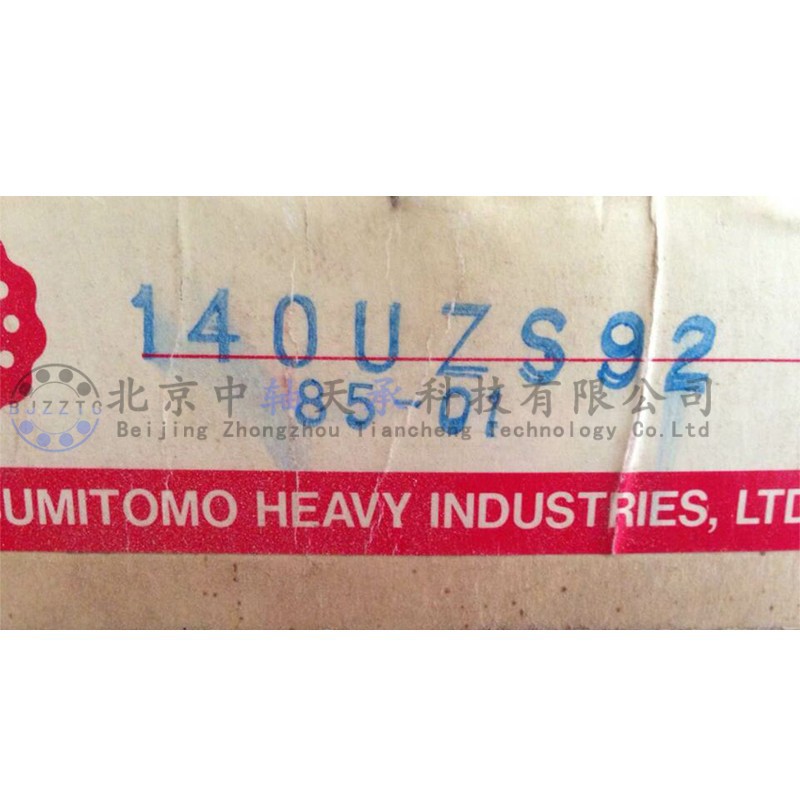 140UZS92
85-01
BJZZTC
北京中轴天承科技有限公司
Beijing Zhongzhou Tiancheng Technology Co.Ltd
SUMITOMO HEAVY INDUSTRIES, LTD